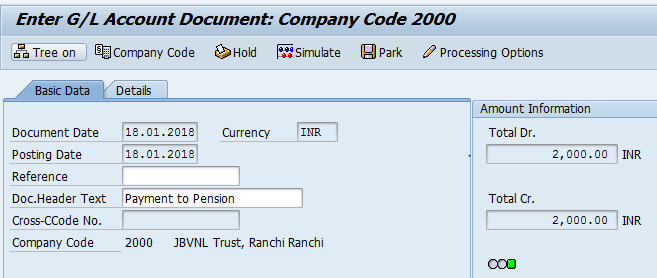 Enter G/L Account Document: Company Code 2000
Tree on Company Code Hold Simulate Park Processing Options
Basic Data Details
Document Date 18.01.2018 Currency INR
Posting Date 18.01.2018
Reference
Doc.Header Text Payment to Pension
Cross-CCode No.
Company Code 2000 JBVNL Trust, Ranchi Ranchi
Amount Information
Total Dr.
2,000.00 INR
Total Cr.
2,000.00 INR